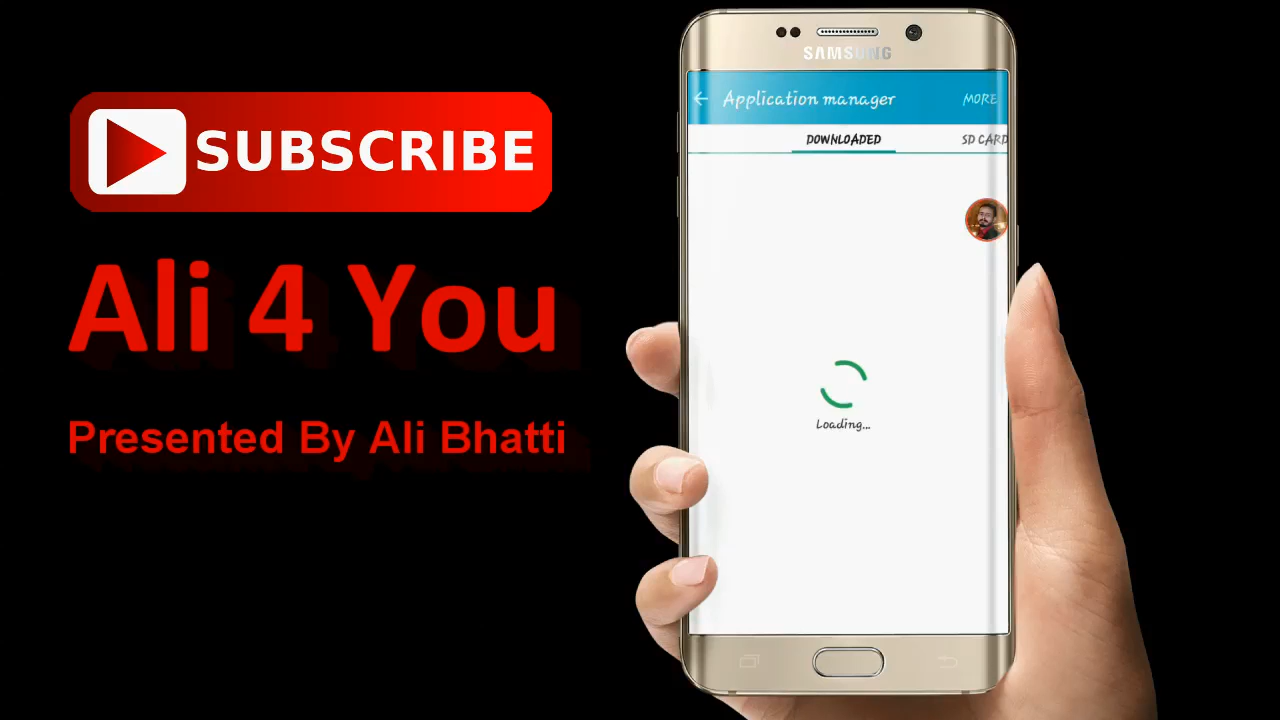 SUBSCRIBE
Ali 4 You
Presented By Ali Bhatti
SAMSUNG
Application manager MORE
DOWNLOADED SD CARD
Loading...